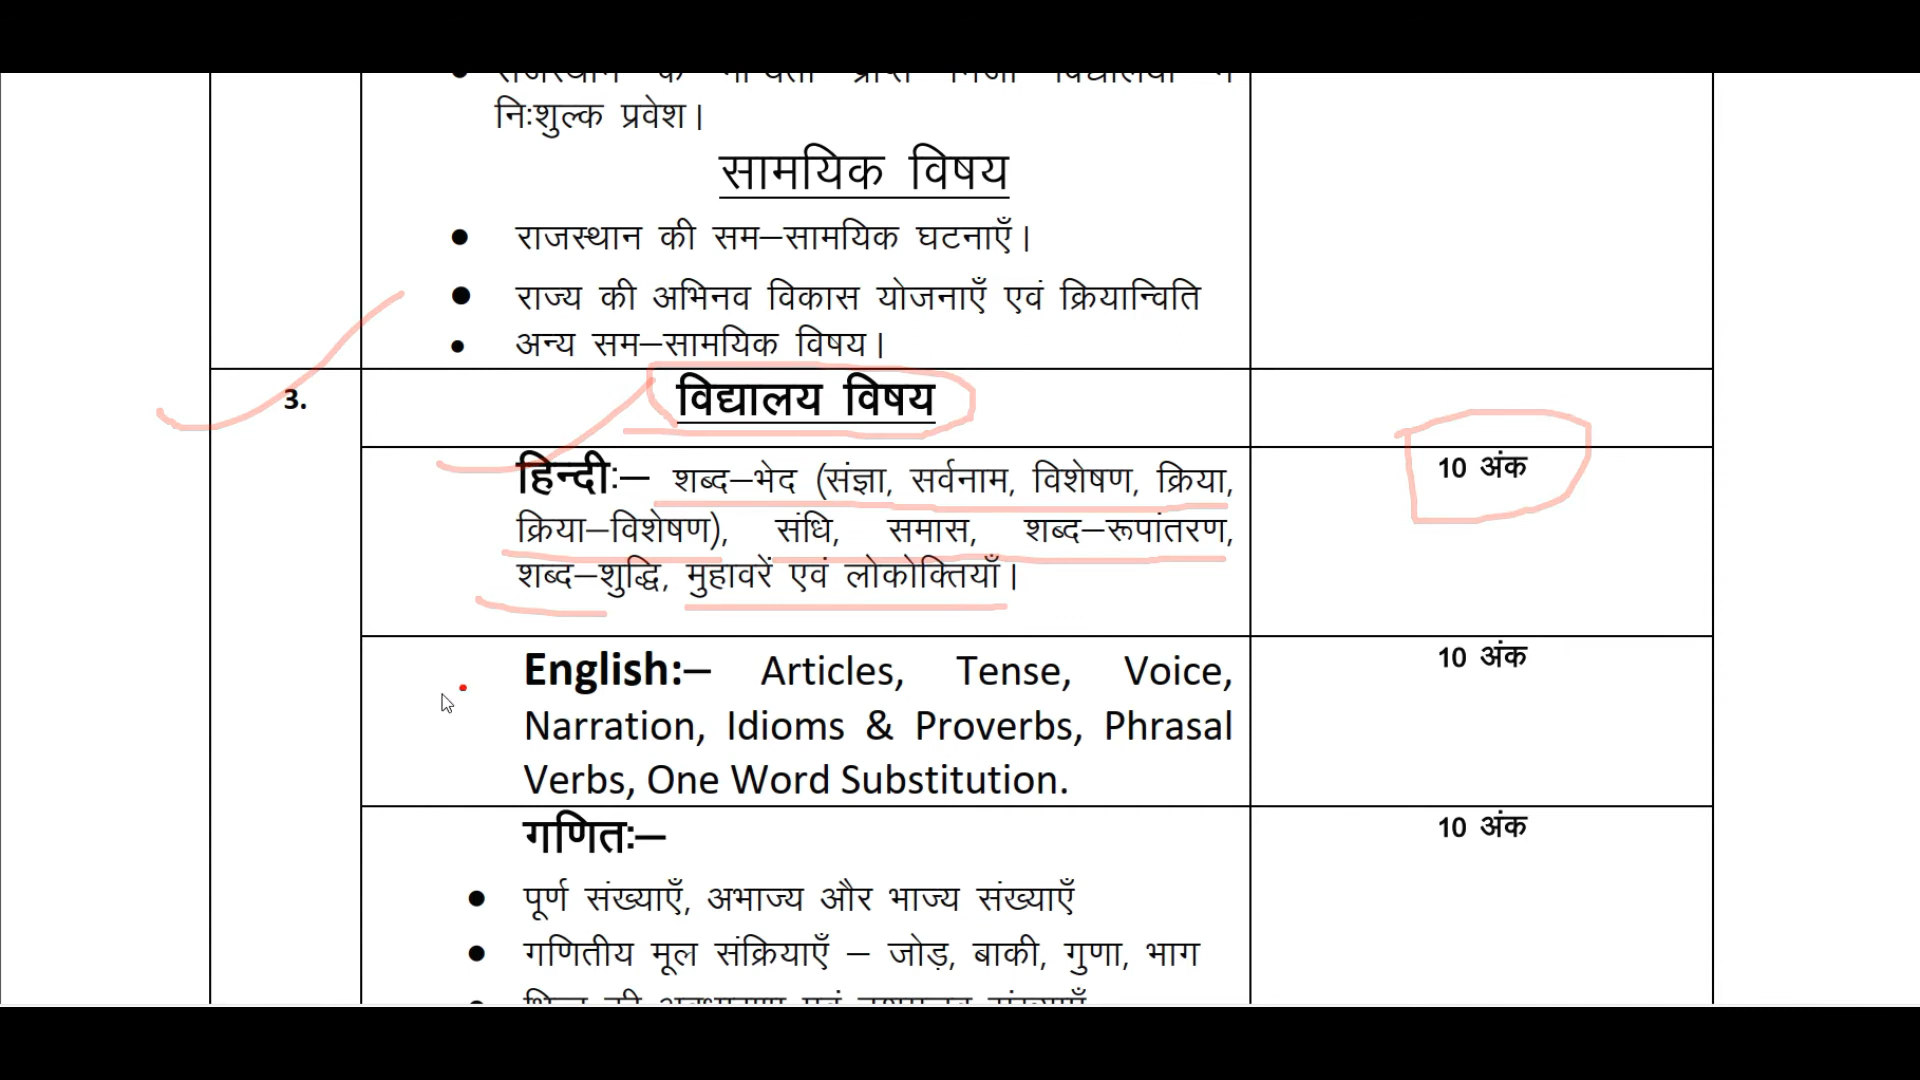 निःशुल्क प्रवेश।
सामयिक विषय
• राजस्थान की सम–सामयिक घटनाएँ।
• राज्य की अभिनव विकास योजनाएँ एवं क्रियान्विति
• अन्य सम–सामयिक विषय।
3. विद्यालय विषय
हिन्दीः– शब्द–भेद (संज्ञा, सर्वनाम, विशेषण, क्रिया, 10 अंक
क्रिया–विशेषण), संधि, समास, शब्द–रूपांतरण,
शब्द–शुद्धि, मुहावरें एवं लोकोक्तियाँ।
English:– Articles, Tense, Voice, 10 अंक
Narration, Idioms & Proverbs, Phrasal
Verbs, One Word Substitution.
गणितः– 10 अंक
• पूर्ण संख्याएँ, अभाज्य और भाज्य संख्याएँ
• गणितीय मूल संक्रियाएँ – जोड़, बाकी, गुणा, भाग